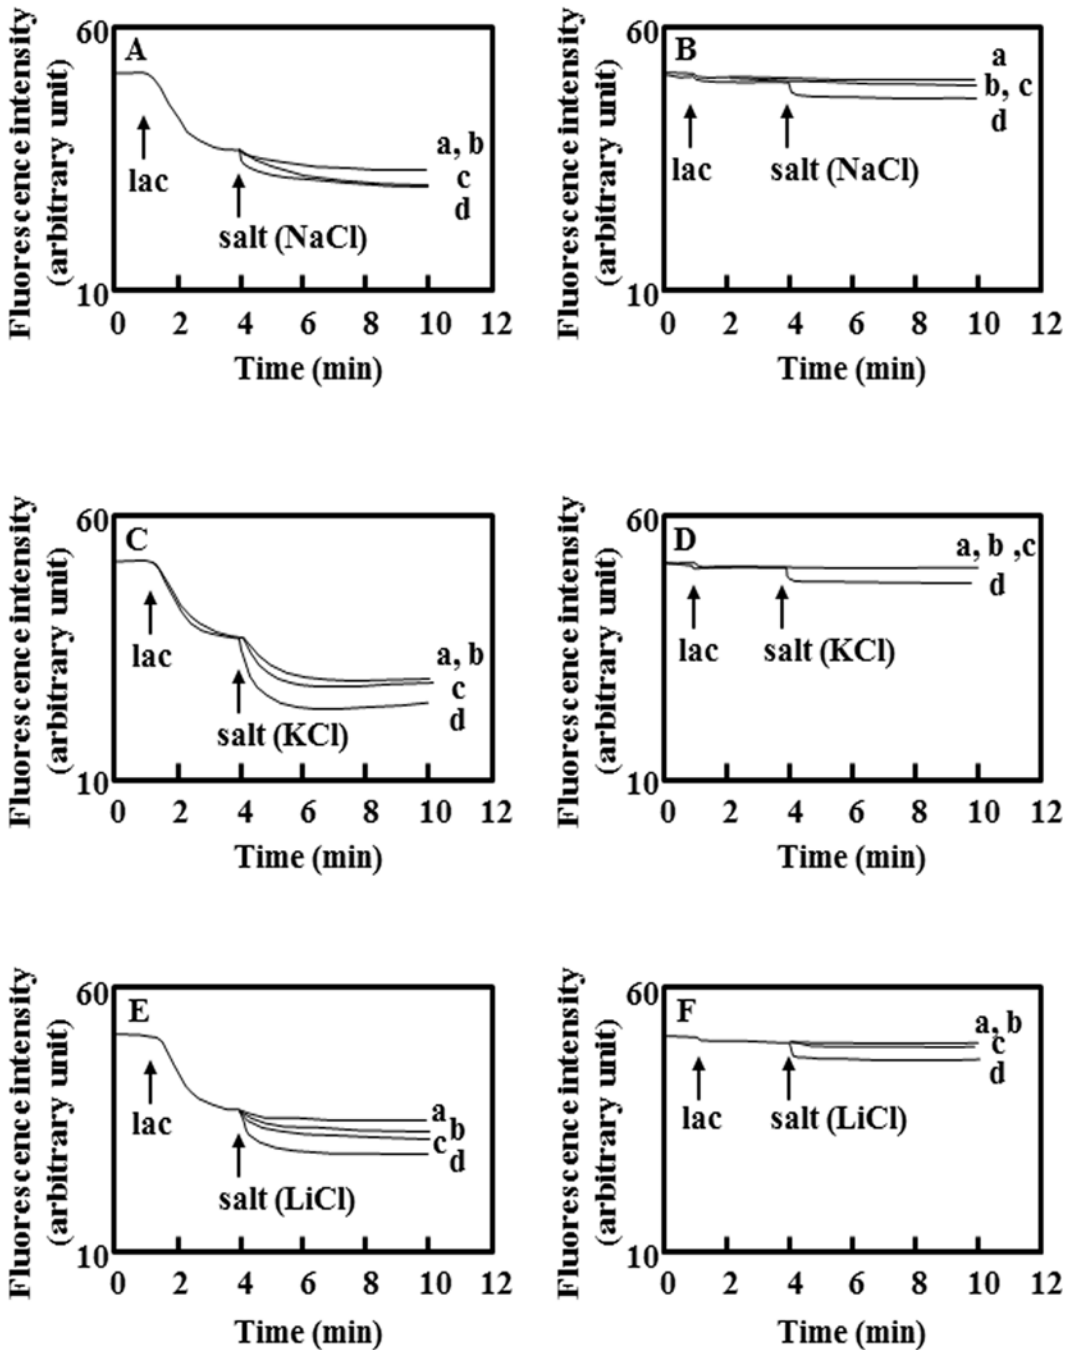 Fluorescence intensity
(arbitrary unit)
60
10
A
lac
salt (NaCl)
a, b
c
d
0 2 4 6 8 10 12
Time (min)
Fluorescence intensity
(arbitrary unit)
60
10
B
lac
salt (NaCl)
a
b, c
d
0 2 4 6 8 10 12
Time (min)
Fluorescence intensity
(arbitrary unit)
60
10
C
lac
salt (KCl)
a, b
c
d
0 2 4 6 8 10 12
Time (min)
Fluorescence intensity
(arbitrary unit)
60
10
D
lac
salt (KCl)
a, b ,c
d
0 2 4 6 8 10 12
Time (min)
Fluorescence intensity
(arbitrary unit)
60
10
E
lac
salt (LiCl)
a
b
c
d
0 2 4 6 8 10 12
Time (min)
Fluorescence intensity
(arbitrary unit)
60
10
F
lac
salt (LiCl)
a, b
c
d
0 2 4 6 8 10 12
Time (min)